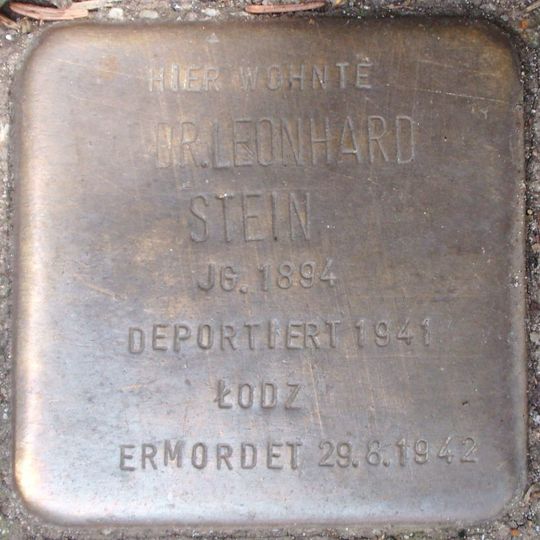 HIER WOHNTE
DR. LEONHARD
STEIN
JG. 1894
DEPORTIERT 1941
ŁODZ
ERMORDET 29.6.1942